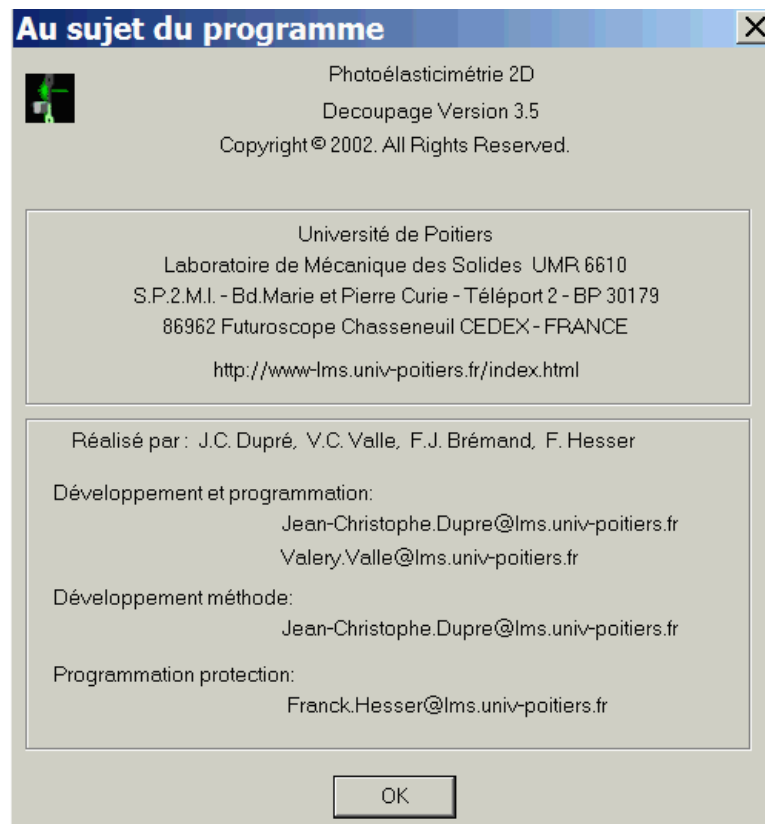 Au sujet du programme
Photoélasticimétrie 2D
Decoupage Version 3.5
Copyright © 2002. All Rights Reserved.
Université de Poitiers
Laboratoire de Mécanique des Solides UMR 6610
S.P.2.M.I. - Bd.Marie et Pierre Curie - Téléport 2 - BP 30179
86962 Futuroscope Chasseneuil CEDEX - FRANCE
http://www-lms.univ-poitiers.fr/index.html
Réalisé par : J.C. Dupré, V.C. Valle, F.J. Brémand, F. Hesser
Développement et programmation:
Jean-Christophe.Dupre@lms.univ-poitiers.fr
Valery.Valle@lms.univ-poitiers.fr
Développement méthode:
Jean-Christophe.Dupre@lms.univ-poitiers.fr
Programmation protection:
Franck.Hesser@lms.univ-poitiers.fr
OK